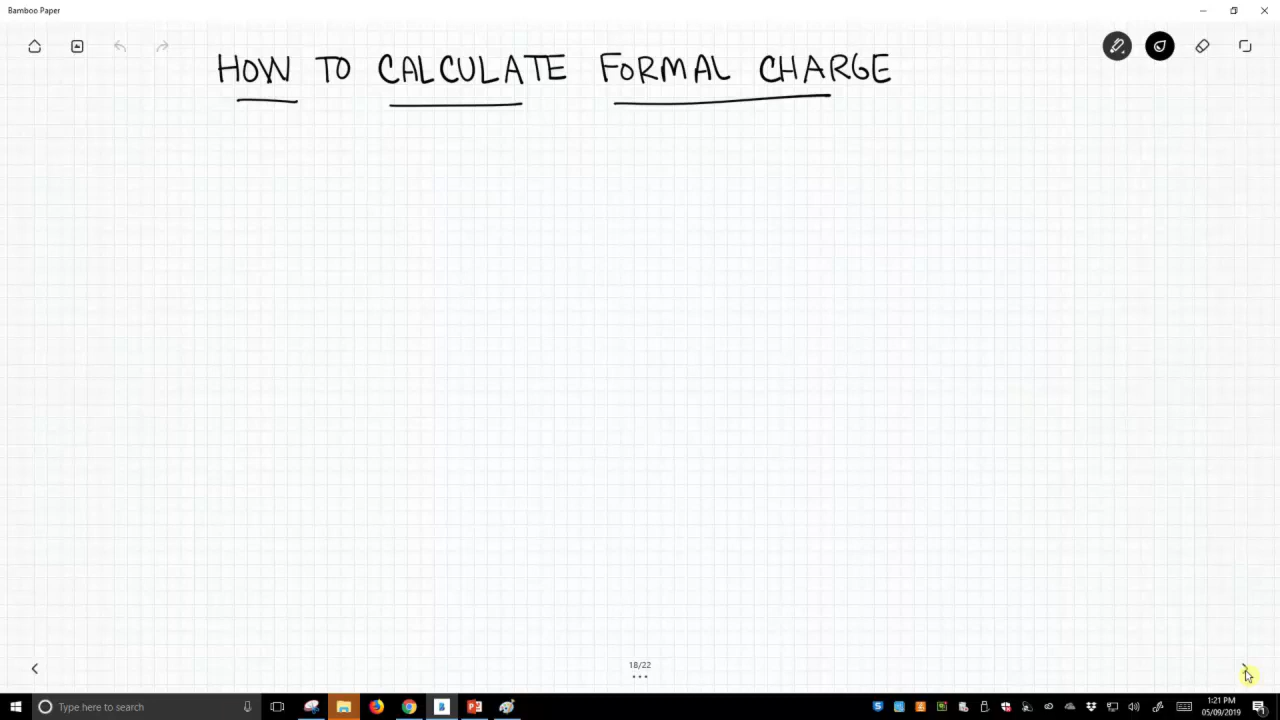 Bamboo Paper
HOW TO CALCULATE FORMAL CHARGE
18/22
Type here to search
1:21 PM
05/09/2019